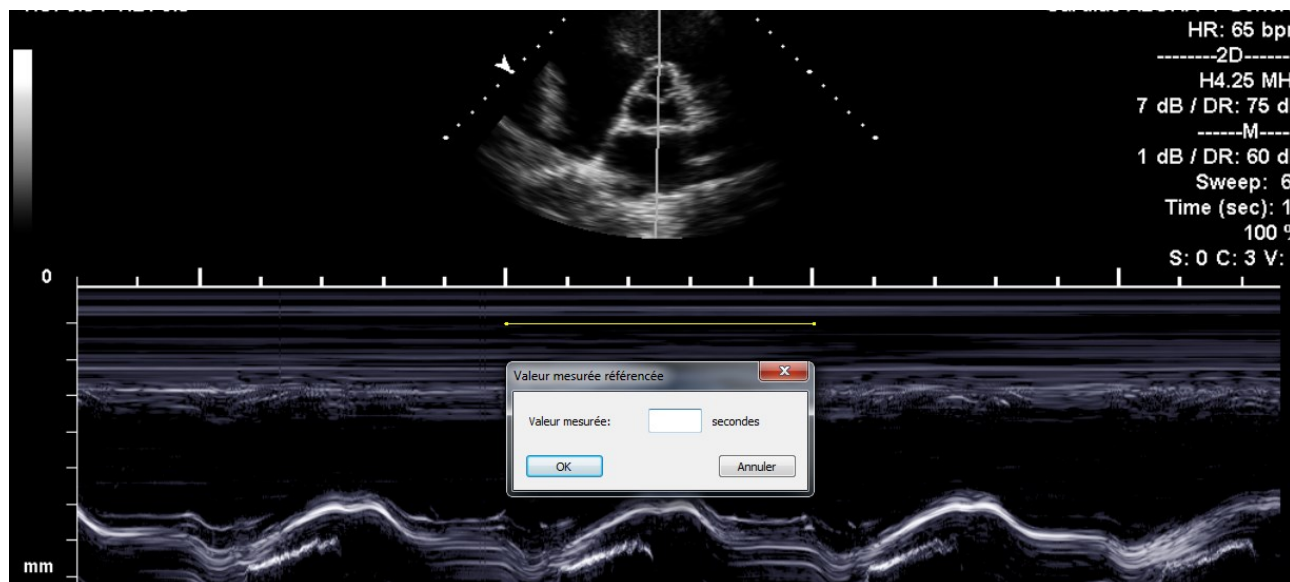 HR: 65 bpm
--------2D------
H4.25 MH
7 dB / DR: 75 d
------M----
1 dB / DR: 60 d
Sweep: 6
Time (sec): 1
100 %
S: 0 C: 3 V:
0
Valeur mesurée référencée
Valeur mesurée:
secondes
OK
Annuler
mm